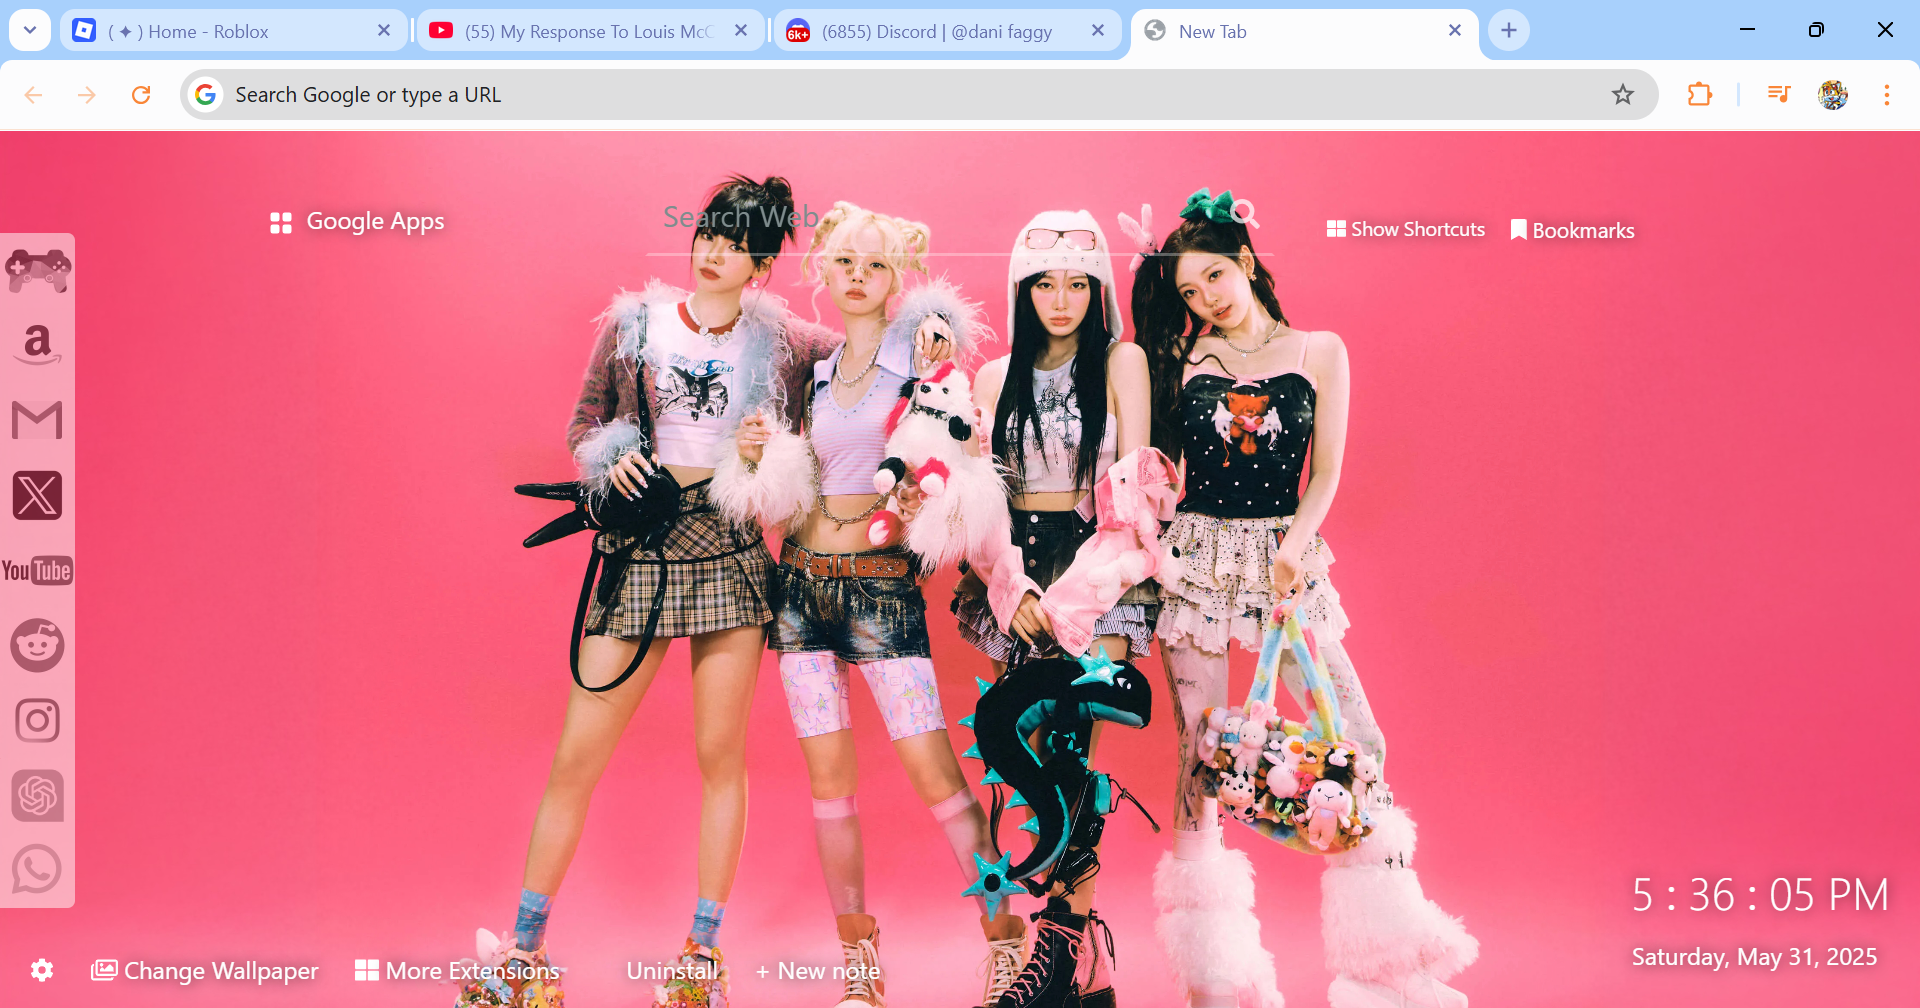 ( ✦ ) Home - Roblox
(55) My Response To Louis McC
6k+
(6855) Discord | @dani faggy
New Tab
Search Google or type a URL
Google Apps
Search Web
Show Shortcuts
Bookmarks
a
YouTube
5 : 36 : 05 PM
Saturday, May 31, 2025
Change Wallpaper
More Extensions
Uninstall
+ New note